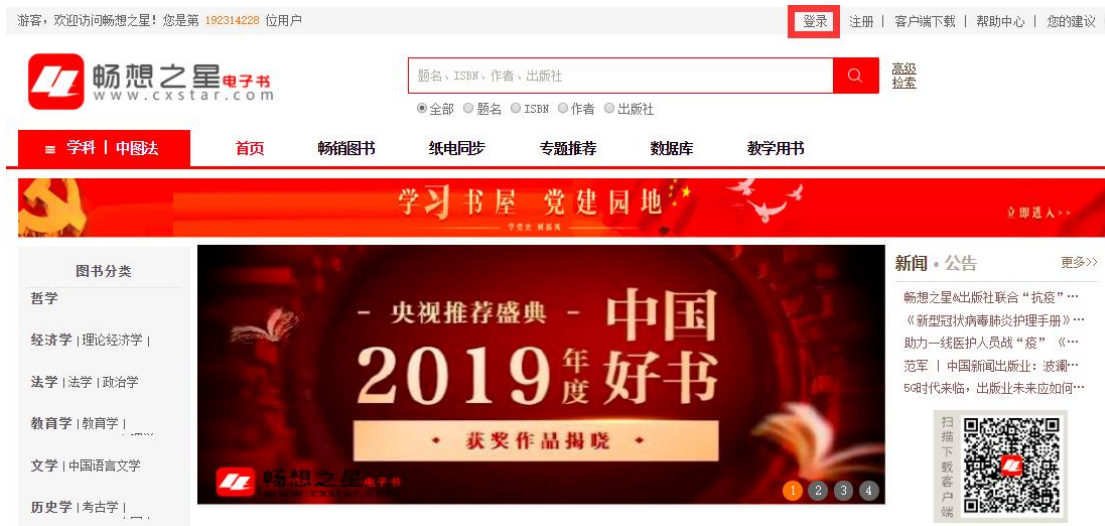 游客，欢迎访问畅想之星！您是第 192314228 位用户
登录 注册 | 客户端下载 | 帮助中心 | 您的建议
畅想之星电子书
www.cxstar.com
题名、ISBN、作者、出版社
高级
检索
全部 题名 ISBN 作者 出版社
≡ 学科 | 中图法 首页 畅销图书 纸电同步 专题推荐 数据库 教学用书
学习书屋 党建园地
立即进入>>
图书分类
哲学
经济学 | 理论经济学 |
法学 | 法学 | 政治学
教育学 | 教育学 |
文学 | 中国语言文学
历史学 | 考古学 |
- 央视推荐盛典 - 中国
2019年度好书
· 获奖作品揭晓 ·
畅想之星电子书
www.cxstar.com
1 2 3 4
新闻 · 公告 更多>>
畅想之星&出版社联合“抗疫”…
《新型冠状病毒肺炎护理手册》…
助力一线医护人员战“疫” 《…
范军 | 中国新闻出版业：波澜…
5G时代来临，出版业未来应如何…
扫描下载客户端